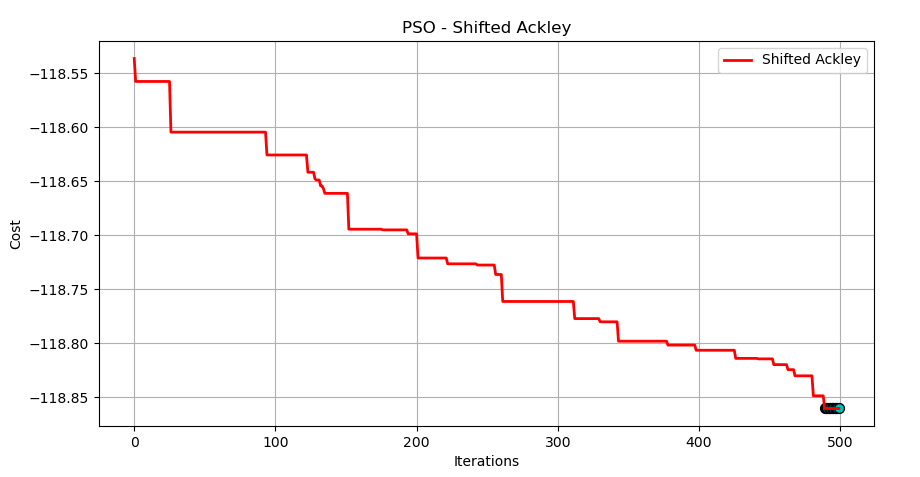 PSO - Shifted Ackley
Shifted Ackley
−118.55
−118.60
−118.65
−118.70
−118.75
−118.80
−118.85
Cost
0 100 200 300 400 500
Iterations